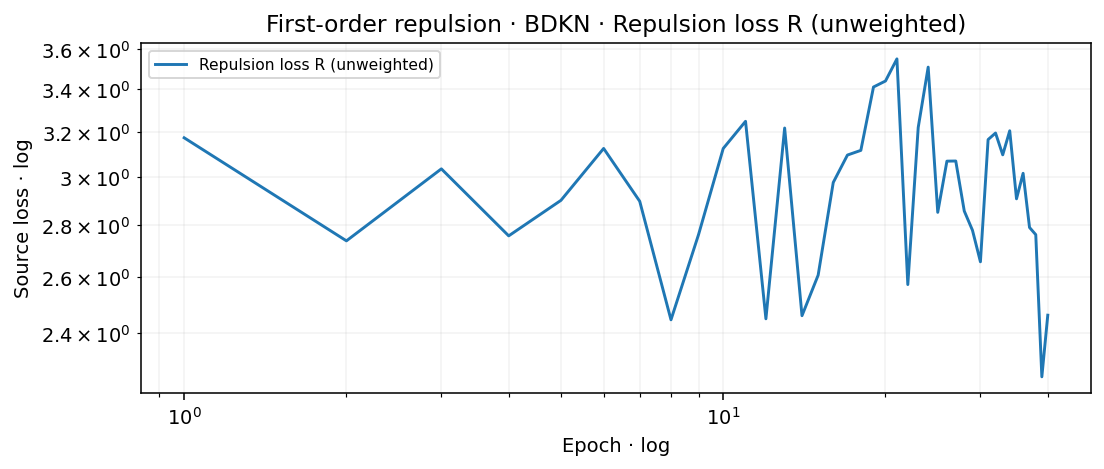 First-order repulsion · BDKN · Repulsion loss R (unweighted)
Repulsion loss R (unweighted)
Source loss · log
3.6 × 10⁰
3.4 × 10⁰
3.2 × 10⁰
3 × 10⁰
2.8 × 10⁰
2.6 × 10⁰
2.4 × 10⁰
10⁰ 10¹
Epoch · log